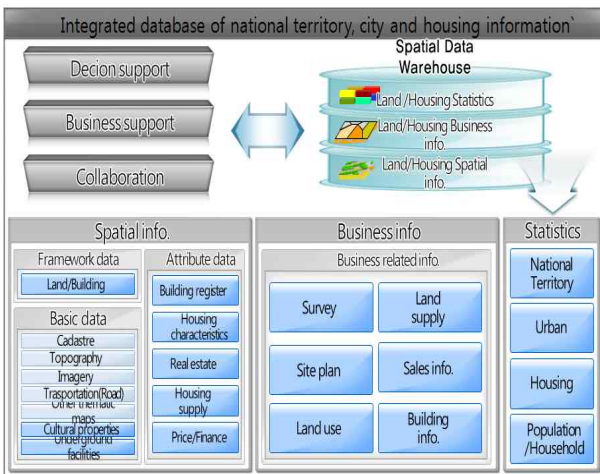 Integrated database of national territory, city and housing information`
Decion support
Business support
Collaboration
Spatial Data
Warehouse
Land /Housing Statistics
Land/Housing Business
info.
Land/Housing Spatial
info.
Spatial info.
Framework data
Land/Building
Basic data
Cadastre
Topography
Imagery
Trasportation(Road)
Other thematic
maps
Cultural properties
Underground
facilities
Attribute data
Building register
Housing
characteristics
Real estate
Housing
supply
Price/Finance
Business info
Business related info.
Survey
Land
supply
Site plan
Sales info.
Land use
Building
info.
Statistics
National
Territory
Urban
Housing
Population
/Household